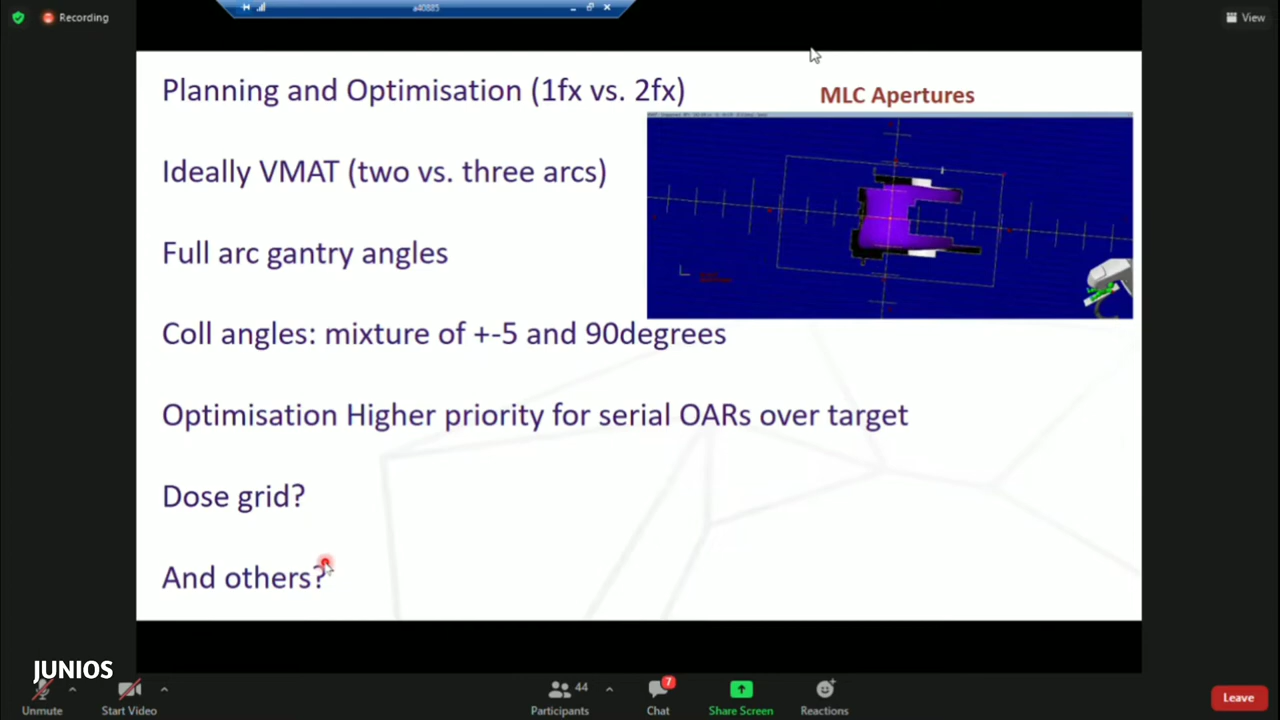 Recording
a40885
View
Planning and Optimisation (1fx vs. 2fx)
MLC Apertures
Ideally VMAT (two vs. three arcs)
Full arc gantry angles
Coll angles: mixture of +-5 and 90degrees
Optimisation Higher priority for serial OARs over target
Dose grid?
And others?
JUNIOS
44
7
Unmute
Start Video
Participants
Chat
Share Screen
Reactions
Leave